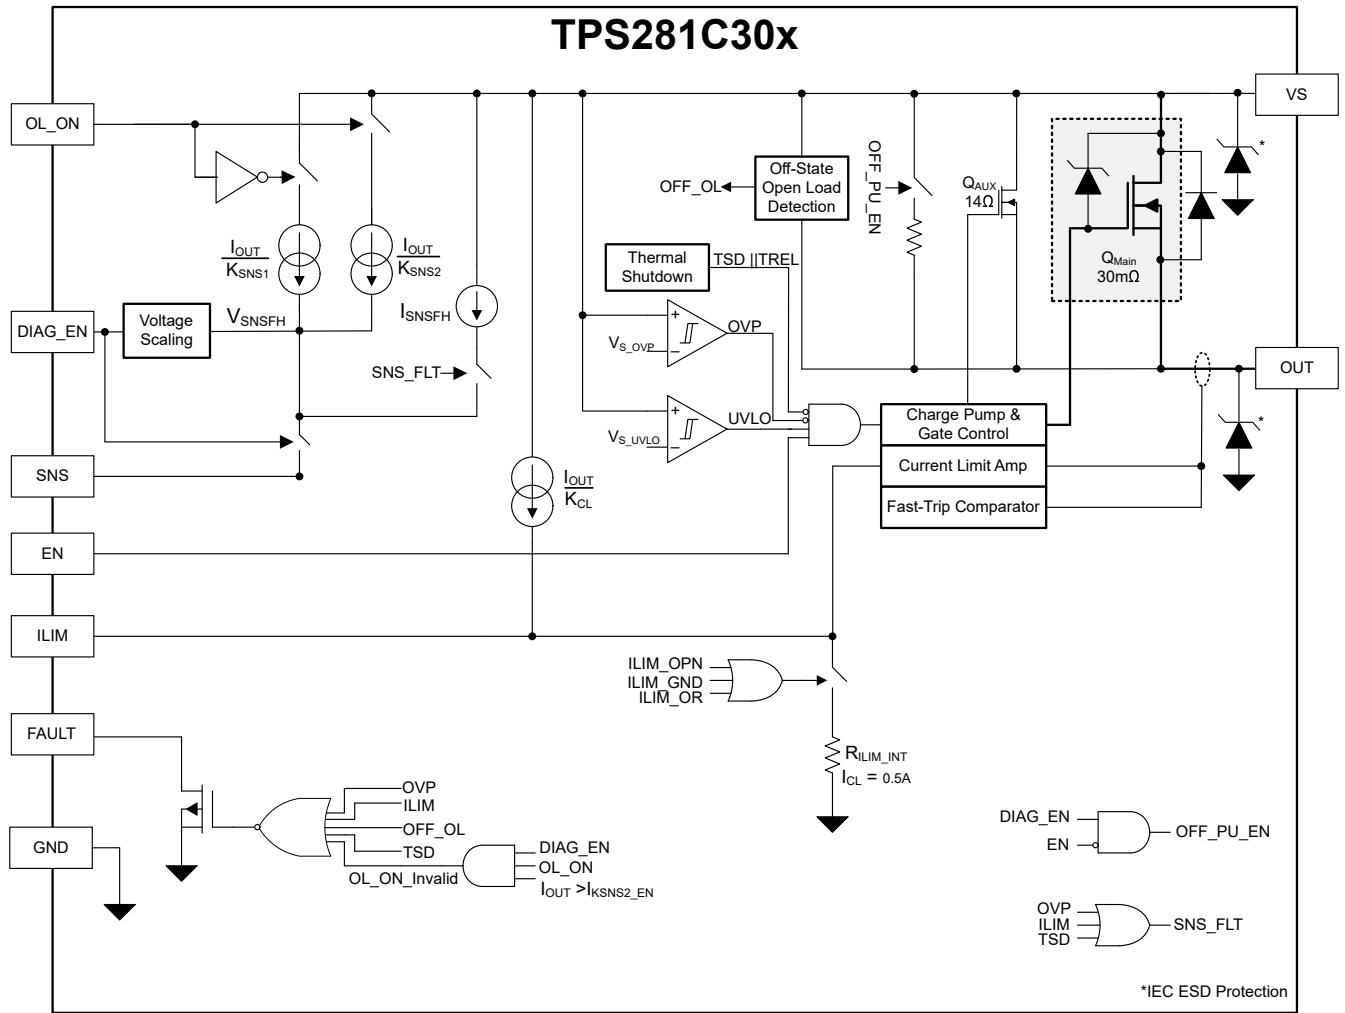 TPS281C30x
VS
OL_ON
OFF_OL
Off-State
Open Load
Detection
OFF_PU_EN
QAUX
14Ω
*
IOUT
KSNS1
IOUT
KSNS2
Thermal
Shutdown
TSD ||TREL
QMain
30mΩ
DIAG_EN
Voltage
Scaling
VSNSFH
ISNSFH
+
OVP
VS_OVP
−
SNS_FLT
OUT
+
UVLO
VS_UVLO
−
Charge Pump &
Gate Control
*
Current Limit Amp
SNS
IOUT
KCL
Fast-Trip Comparator
EN
ILIM
ILIM_OPN
ILIM_GND
ILIM_OR
FAULT
RILIM_INT
ICL = 0.5A
OVP
ILIM
OFF_OL
TSD
OL_ON_Invalid
DIAG_EN
OL_ON
IOUT >IKSNS2_EN
GND
DIAG_EN
EN
OFF_PU_EN
OVP
ILIM
TSD
SNS_FLT
*IEC ESD Protection